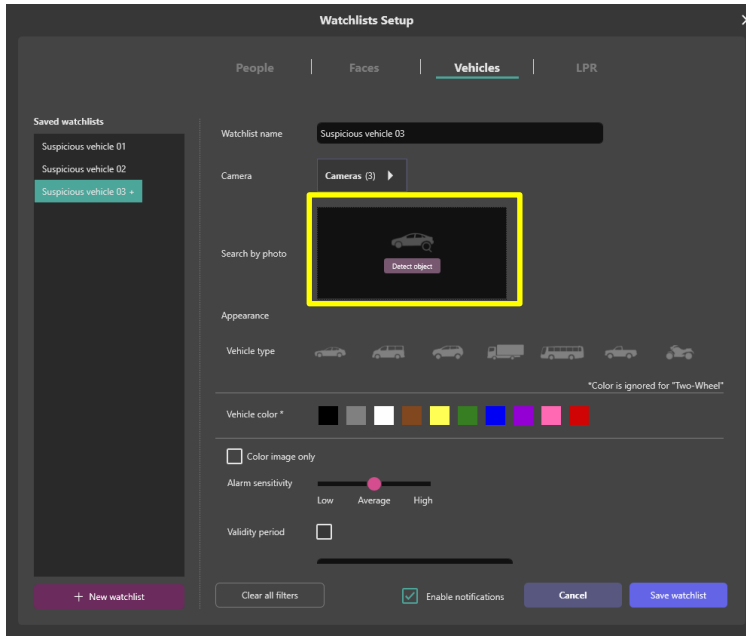 Watchlists Setup
People
Faces
Vehicles
LPR
Saved watchlists
Suspicious vehicle 01
Suspicious vehicle 02
Suspicious vehicle 03 +
+ New watchlist
Watchlist name
Suspicious vehicle 03
Camera
Cameras (3)
Search by photo
Detect object
Appearance
Vehicle type
*Color is ignored for "Two-Wheel"
Vehicle color *
Color image only
Alarm sensitivity
Low Average High
Validity period
Clear all filters
Enable notifications
Cancel
Save watchlist